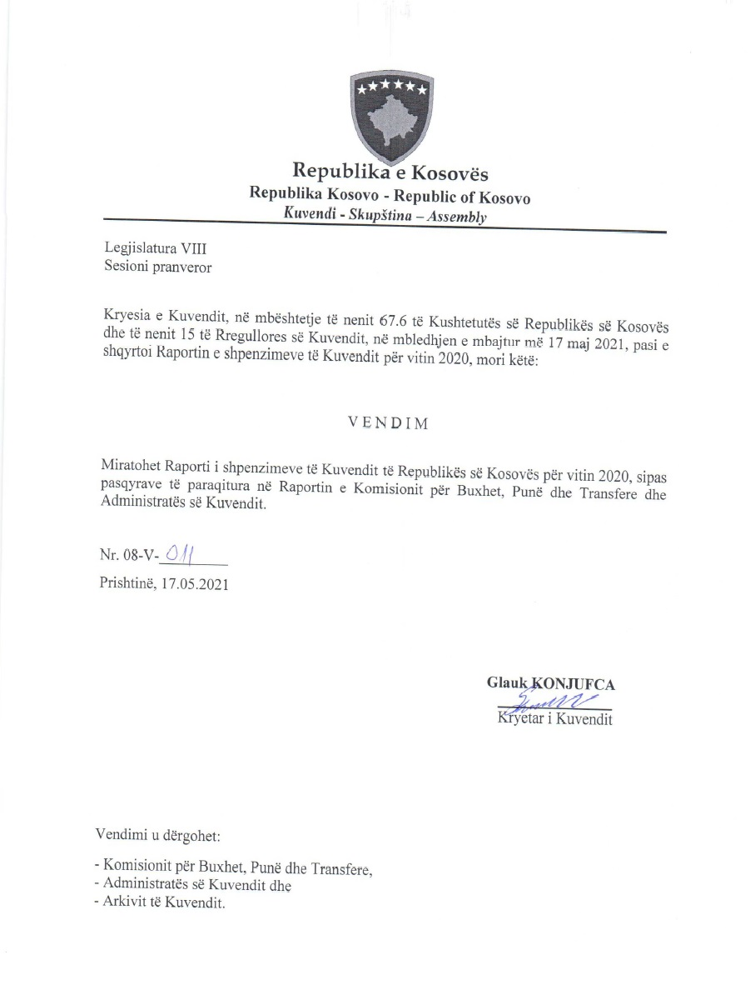 Republika e Kosovës
Republika Kosovo - Republic of Kosovo
Kuvendi - Skupština – Assembly
Legjislatura VIII
Sesioni pranveror
Kryesia e Kuvendit, në mbështetje të nenit 67.6 të Kushtetutës së Republikës së Kosovës
dhe të nenit 15 të Rregullores së Kuvendit, në mbledhjen e mbajtur më 17 maj 2021, pasi e
shqyrtoi Raportin e shpenzimeve të Kuvendit për vitin 2020, mori këtë:
V E N D I M
Miratohet Raporti i shpenzimeve të Kuvendit të Republikës së Kosovës për vitin 2020, sipas
pasqyrave të paraqitura në Raportin e Komisionit për Buxhet, Punë dhe Transfere dhe
Administratës së Kuvendit.
Nr. 08-V- 011
Prishtinë, 17.05.2021
Glauk KONJUFCA
Kryetar i Kuvendit
Vendimi u dërgohet:
- Komisionit për Buxhet, Punë dhe Transfere,
- Administratës së Kuvendit dhe
- Arkivit të Kuvendit.